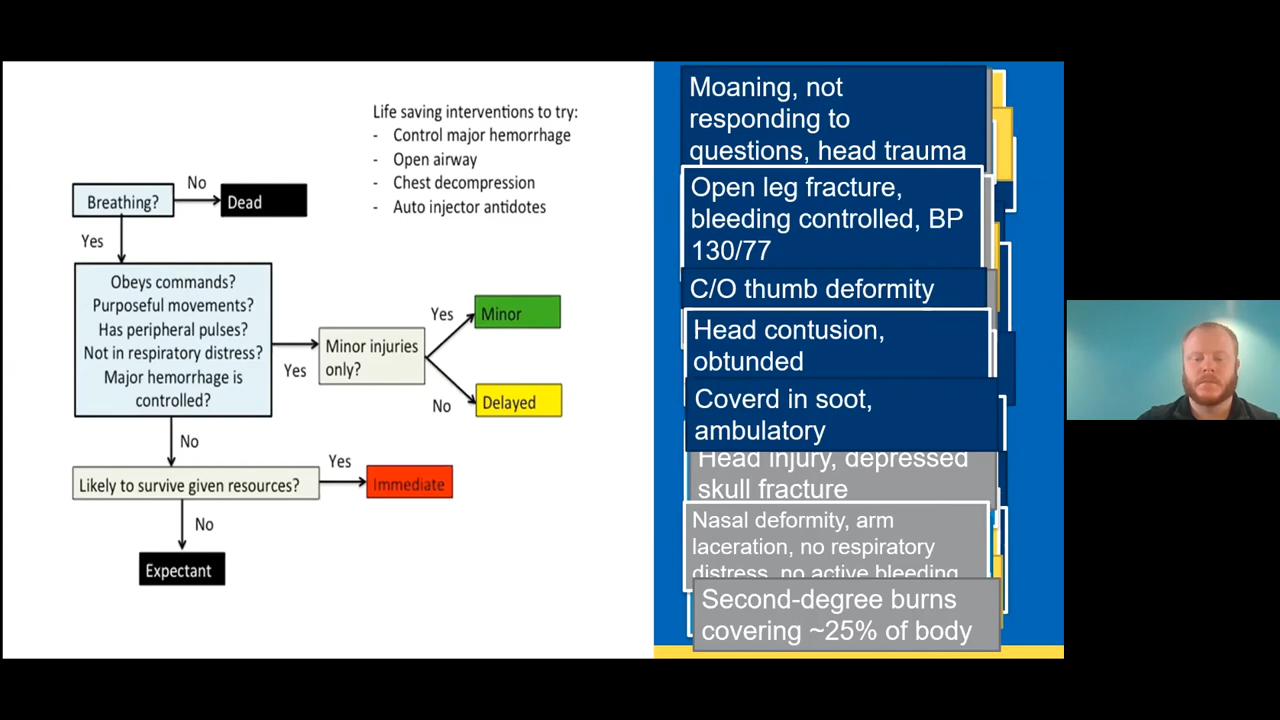 Life saving interventions to try:
- Control major hemorrhage
- Open airway
- Chest decompression
- Auto injector antidotes
Breathing?
No
Dead
Yes
Obeys commands?
Purposeful movements?
Has peripheral pulses?
Not in respiratory distress?
Major hemorrhage is
controlled?
Yes
Minor injuries
only?
Yes
Minor
No
Delayed
No
Likely to survive given resources?
Yes
Immediate
No
Expectant
Moaning, not
responding to
questions, head trauma
Open leg fracture,
bleeding controlled, BP
130/77
C/O thumb deformity
Head contusion,
obtunded
Coverd in soot,
ambulatory
Head injury, depressed
skull fracture
Nasal deformity, arm
laceration, no respiratory
distress, no active bleeding
Second-degree burns
covering ~25% of body